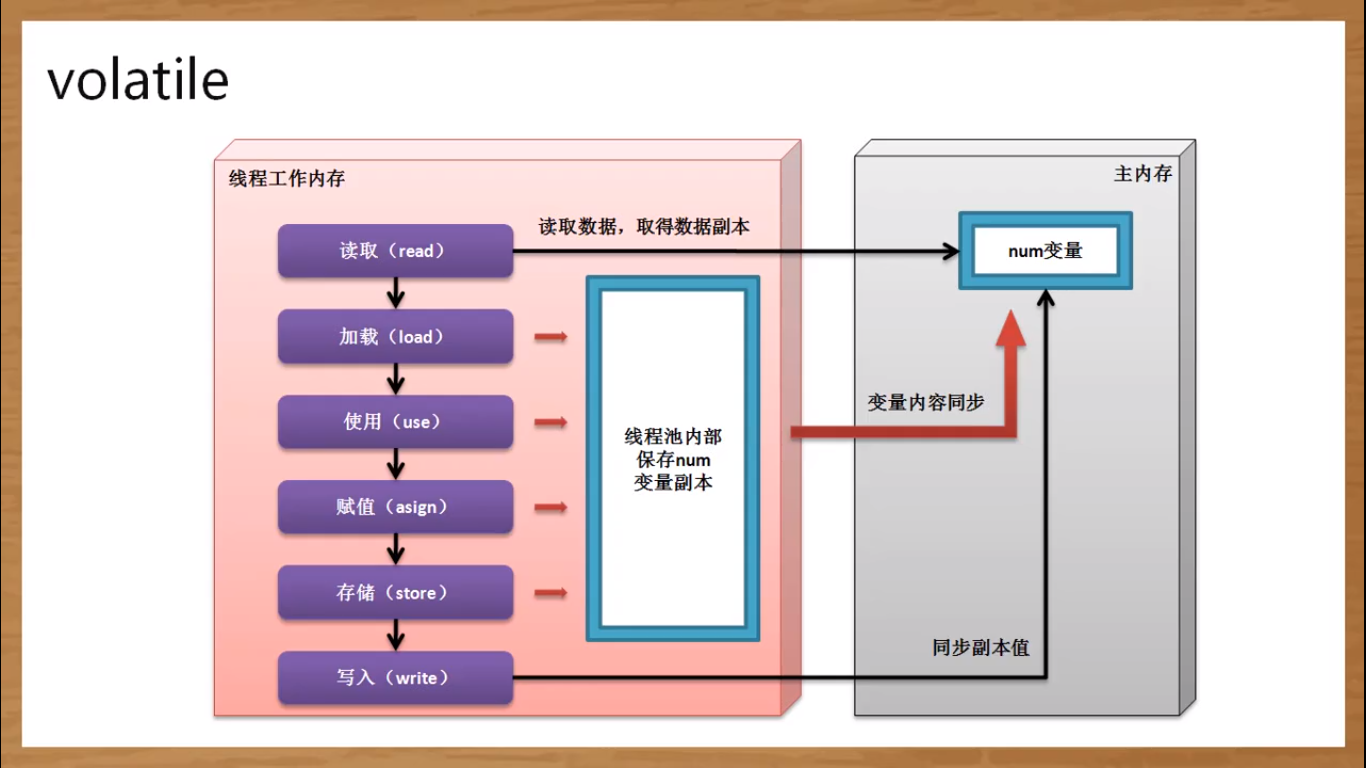 volatile
线程工作内存
主内存
读取数据，取得数据副本
读取（read）
num变量
加载（load）
使用（use）
变量内容同步
线程池内部
保存num
变量副本
赋值（asign）
存储（store）
同步副本值
写入（write）